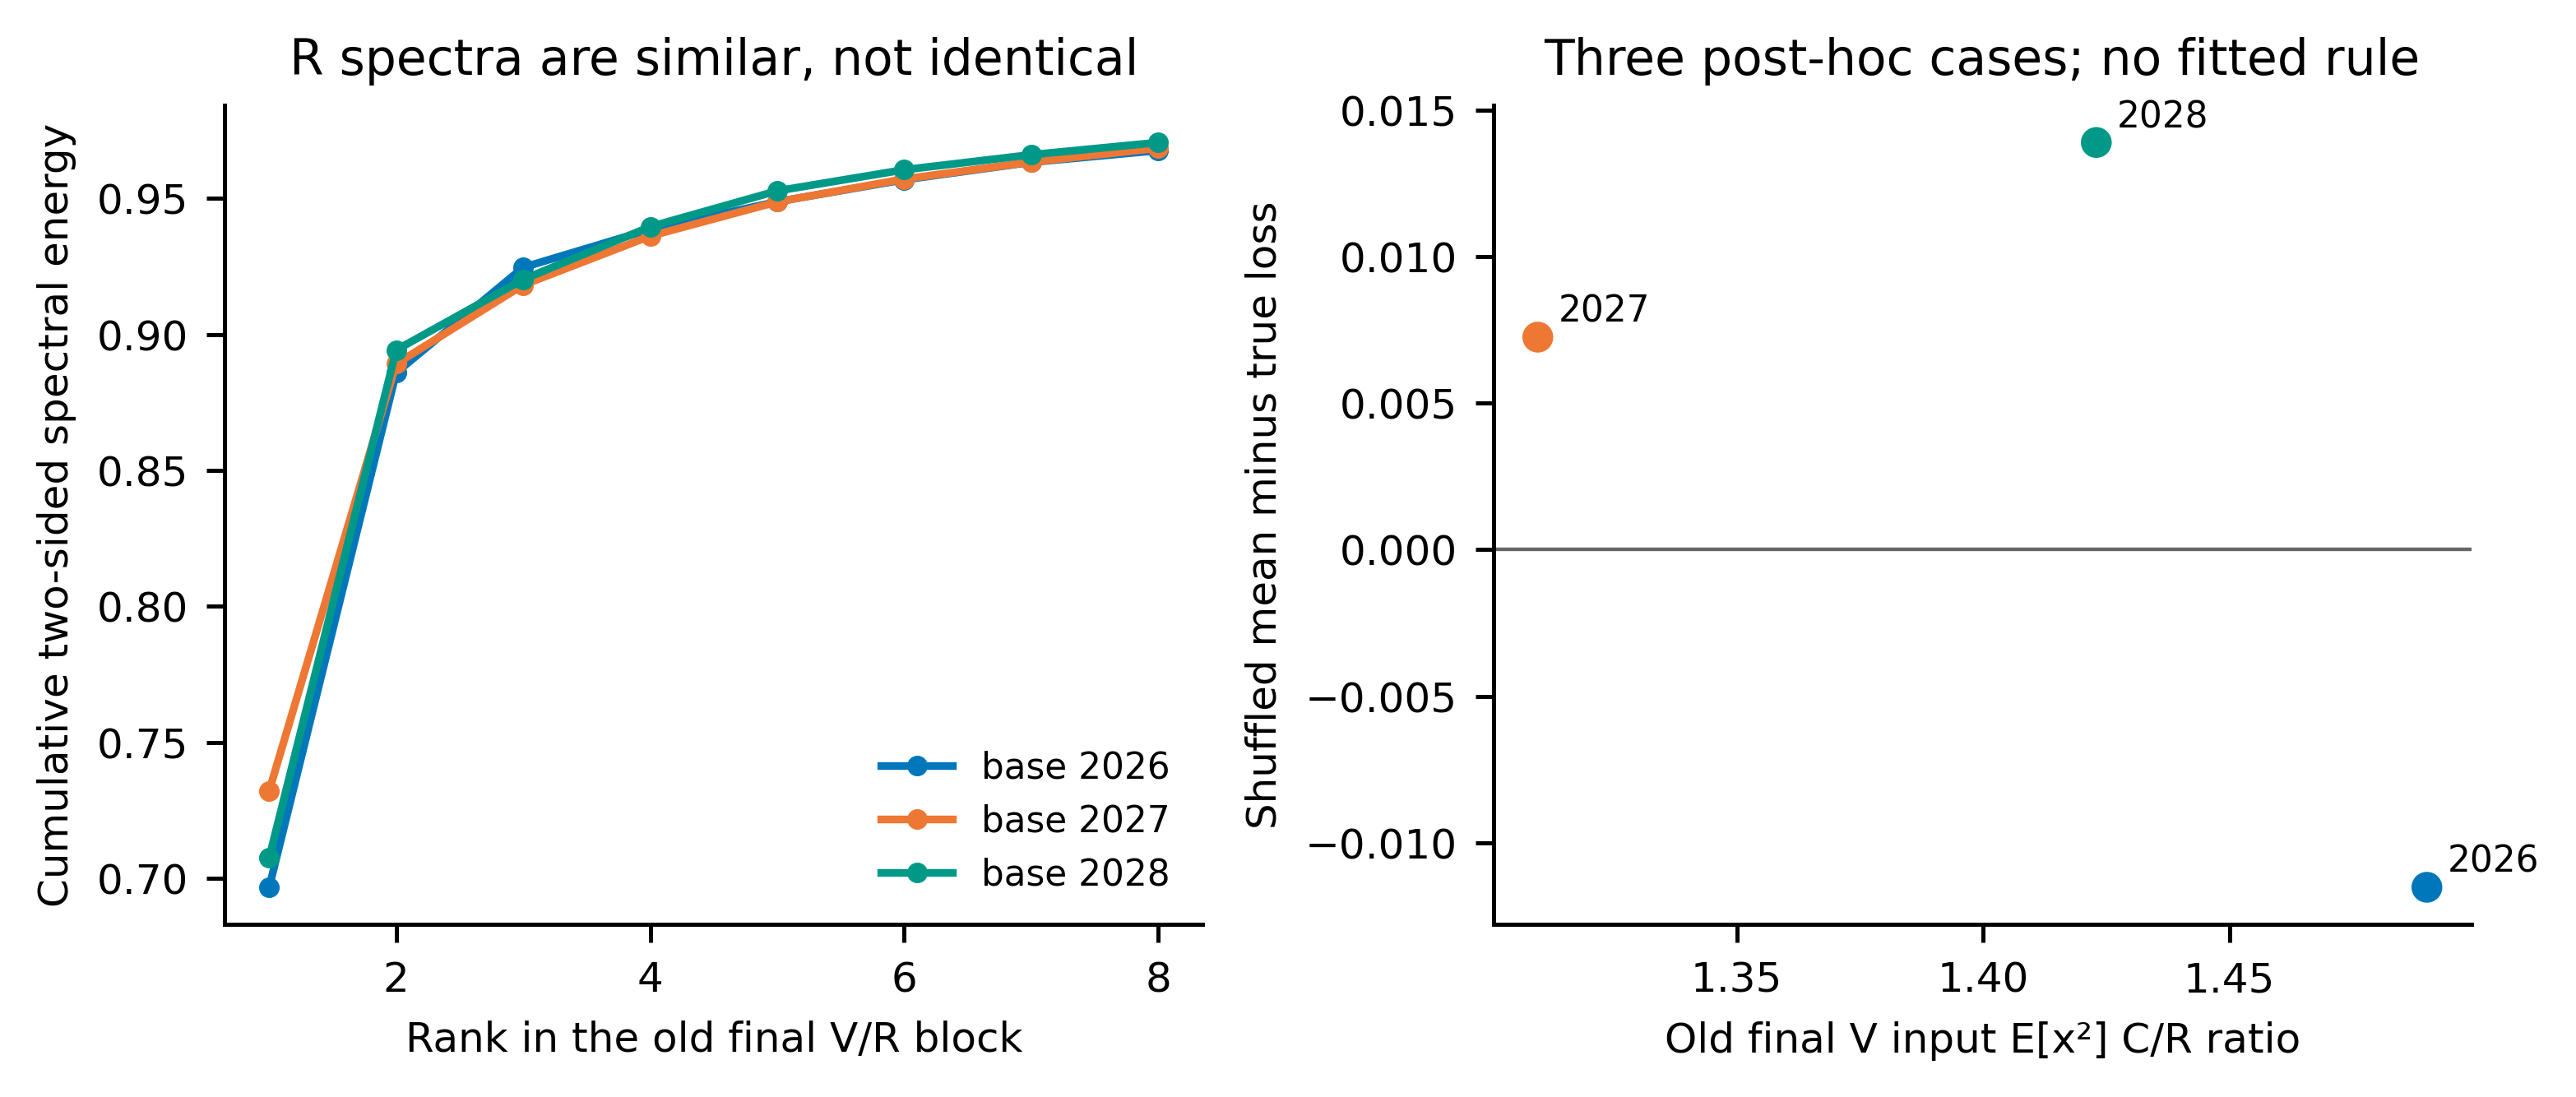 R spectra are similar, not identical
Cumulative two-sided spectral energy
0.95
0.90
0.85
0.80
0.75
0.70
2
4
6
8
Rank in the old final V/R block
base 2026
base 2027
base 2028
Three post-hoc cases; no fitted rule
Shuffled mean minus true loss
0.015
0.010
0.005
0.000
−0.005
−0.010
1.35
1.40
1.45
Old final V input E[x²] C/R ratio
2027
2028
2026